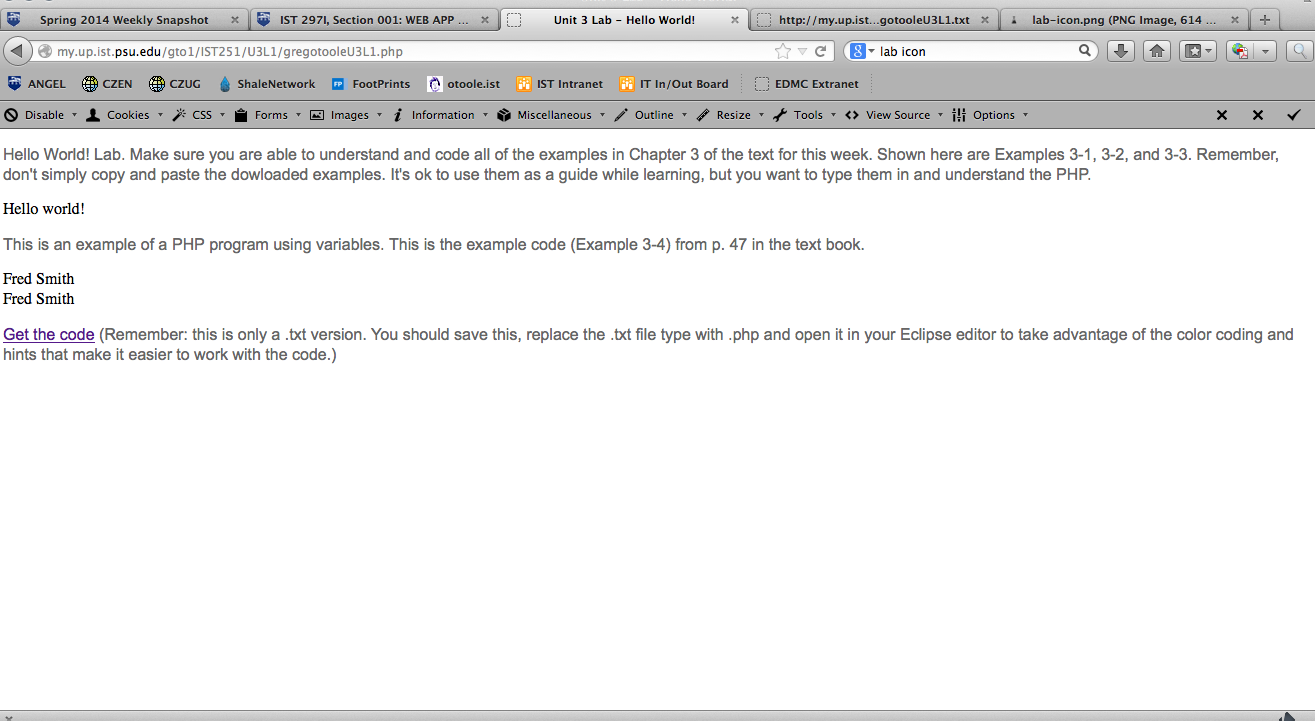 Spring 2014 Weekly Snapshot
IST 297I, Section 001: WEB APP ...
Unit 3 Lab – Hello World!
http://my.up.ist...gotooleU3L1.txt
lab-icon.png (PNG Image, 614 ...
my.up.ist.psu.edu/gto1/IST251/U3L1/gregotooleU3L1.php
lab icon
ANGEL CZEN CZUG ShaleNetwork FP FootPrints otoole.ist IST Intranet IT In/Out Board EDMC Extranet
Disable Cookies CSS Forms Images Information Miscellaneous Outline Resize Tools View Source Options
Hello World! Lab. Make sure you are able to understand and code all of the examples in Chapter 3 of the text for this week. Shown here are Examples 3-1, 3-2, and 3-3. Remember,
don't simply copy and paste the dowloaded examples. It's ok to use them as a guide while learning, but you want to type them in and understand the PHP.
Hello world!
This is an example of a PHP program using variables. This is the example code (Example 3-4) from p. 47 in the text book.
Fred Smith
Fred Smith
Get the code (Remember: this is only a .txt version. You should save this, replace the .txt file type with .php and open it in your Eclipse editor to take advantage of the color coding and
hints that make it easier to work with the code.)